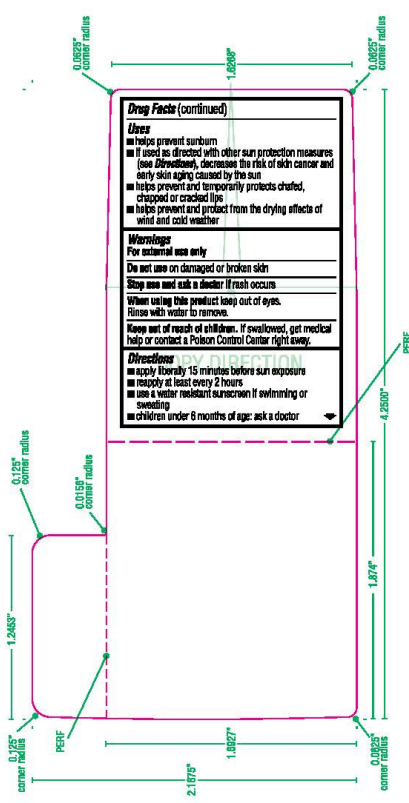 0.0625"
corner radius
1.6268"
0.0625"
corner radius
Drug Facts (continued)
Uses
■ helps prevent sunburn
■ if used as directed with other sun protection measures
(see Directions), decreases the risk of skin cancer and
early skin aging caused by the sun
■ helps prevent and temporarily protects chafed,
chapped or cracked lips
■ helps prevent and protect from the drying effects of
wind and cold weather
Warnings
For external use only
Do not use on damaged or broken skin
Stop use and ask a doctor if rash occurs
When using this product keep out of eyes.
Rinse with water to remove.
Keep out of reach of children. If swallowed, get medical
help or contact a Poison Control Center right away.
COPY DIRECTION
Directions
■ apply liberally 15 minutes before sun exposure
■ reapply at least every 2 hours
■ use a water resistant sunscreen if swimming or
sweating
■ children under 6 months of age: ask a doctor
PERF
4.2500"
0.125"
corner radius
0.0156"
corner radius
1.874"
1.2453"
PERF
0.125"
corner radius
1.6927"
2.1675"
0.0625"
corner radius